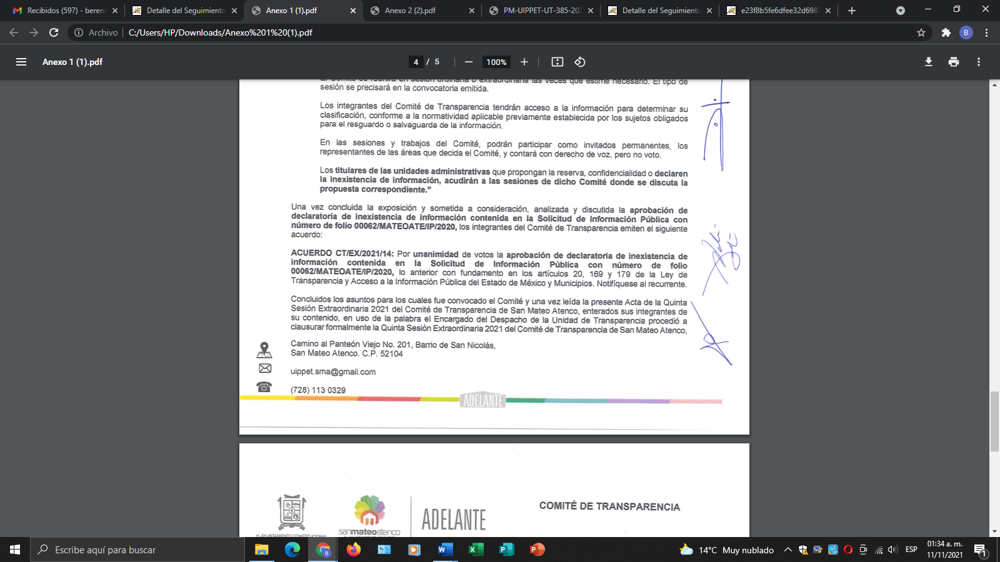 Recibidos (597) - bereni
Detalle del Seguimiento
Anexo 1 (1).pdf
Anexo 2 (2).pdf
PM-UIPPET-UT-385-202
Detalle del Seguimiento
e23f8b5fe6dfee32d698
Archivo
C:/Users/HP/Downloads/Anexo%201%20(1).pdf
B
Anexo 1 (1).pdf
4 / 5
100%
El Comité se reunirá en sesión ordinaria o extraordinaria las veces que estime necesario. El tipo de
sesión se precisará en la convocatoria emitida.
Los integrantes del Comité de Transparencia tendrán acceso a la información para determinar su
clasificación, conforme a la normatividad aplicable previamente establecida por los sujetos obligados
para el resguardo o salvaguarda de la información.
En las sesiones y trabajos del Comité, podrán participar como invitados permanentes, los
representantes de las áreas que decida el Comité, y contará con derecho de voz, pero no voto.
Los titulares de las unidades administrativas que propongan la reserva, confidencialidad o declaren
la inexistencia de información, acudirán a las sesiones de dicho Comité donde se discuta la
propuesta correspondiente.”
Una vez concluida la exposición y sometida a consideración, analizada y discutida la aprobación de
declaratoria de inexistencia de información contenida en la Solicitud de Información Pública con
número de folio 00062/MATEOATE/IP/2020, los integrantes del Comité de Transparencia emiten el siguiente
acuerdo:
ACUERDO CT/EX/2021/14: Por unanimidad de votos la aprobación de declaratoria de inexistencia de
información contenida en la Solicitud de Información Pública con número de folio
00062/MATEOATE/IP/2020, lo anterior con fundamento en los artículos 20, 169 y 179 de la Ley de
Transparencia y Acceso a la Información Pública del Estado de México y Municipios. Notifíquese al recurrente.
Concluidos los asuntos para los cuales fue convocado el Comité y una vez leída la presente Acta de la Quinta
Sesión Extraordinaria 2021 del Comité de Transparencia de San Mateo Atenco, enterados sus integrantes de
su contenido, en uso de la palabra el Encargado del Despacho de la Unidad de Transparencia procedió a
clausurar formalmente la Quinta Sesión Extraordinaria 2021 del Comité de Transparencia de San Mateo Atenco,
Camino al Panteón Viejo No. 201, Barrio de San Nicolás,
San Mateo Atenco. C.P. 52104
uippet.sma@gmail.com
(728) 113 0329
ADELANTE
H. AYUNTAMIENTO CONSTITUCIONAL
sanmateoatenco
ADELANTE
COMITÉ DE TRANSPARENCIA
Escribe aquí para buscar
14°C Muy nublado
ESP
01:34 a. m.
11/11/2021
1